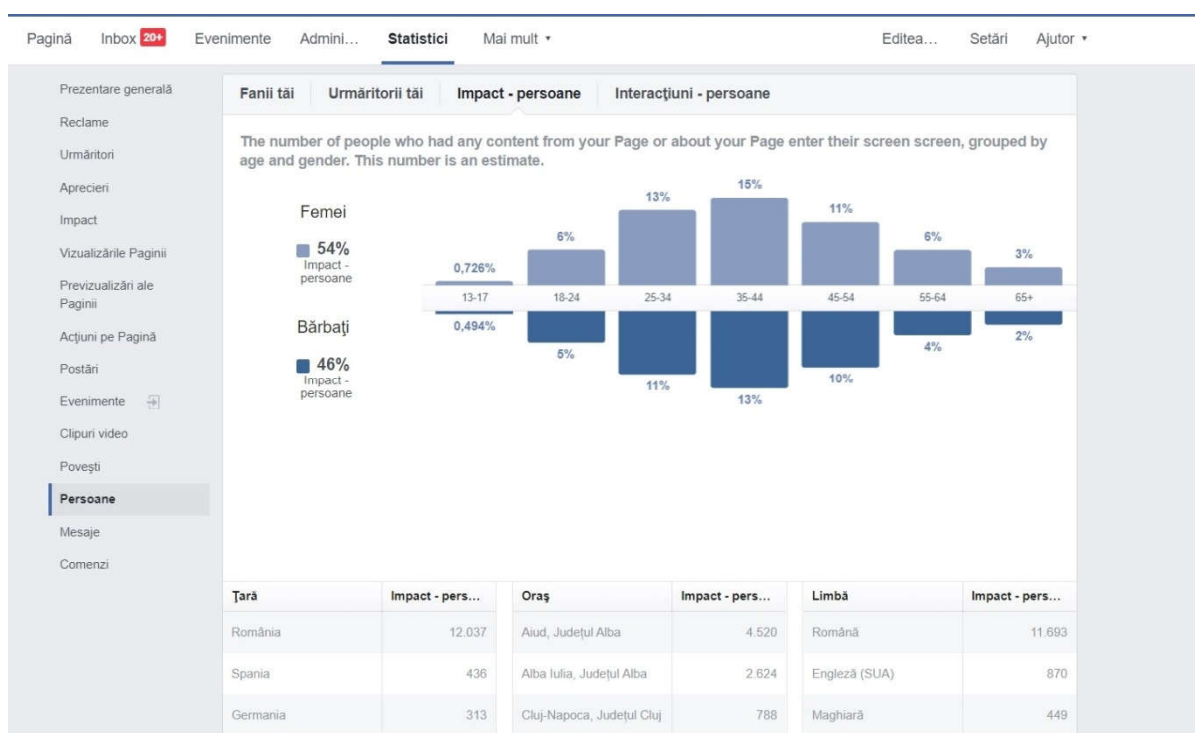 Pagină Inbox 20+ Evenimente Admini... Statistici Mai mult Editea... Setări Ajutor
Prezentare generală
Reclame
Urmăritori
Aprecieri
Impact
Vizualizările Paginii
Previzualizări ale
Paginii
Acțiuni pe Pagină
Postări
Evenimente
Clipuri video
Povești
Persoane
Mesaje
Comenzi
Fanii tăi Urmăritorii tăi Impact - persoane Interacţiuni - persoane
The number of people who had any content from your Page or about your Page enter their screen screen, grouped by
age and gender. This number is an estimate.
Femei
54%
Impact -
persoane
0,726% 6% 13% 15% 11% 6% 3%
13-17 18-24 25-34 35-44 45-54 55-64 65+
Bărbaţi
46%
Impact -
persoane
0,494% 5% 11% 13% 10% 4% 2%
Ţară Impact - pers... Oraş Impact - pers... Limbă Impact - pers...
România 12.037 Aiud, Județul Alba 4.520 Română 11.693
Spania 436 Alba Iulia, Județul Alba 2.624 Engleză (SUA) 870
Germania 313 Cluj-Napoca, Județul Cluj 788 Maghiară 449